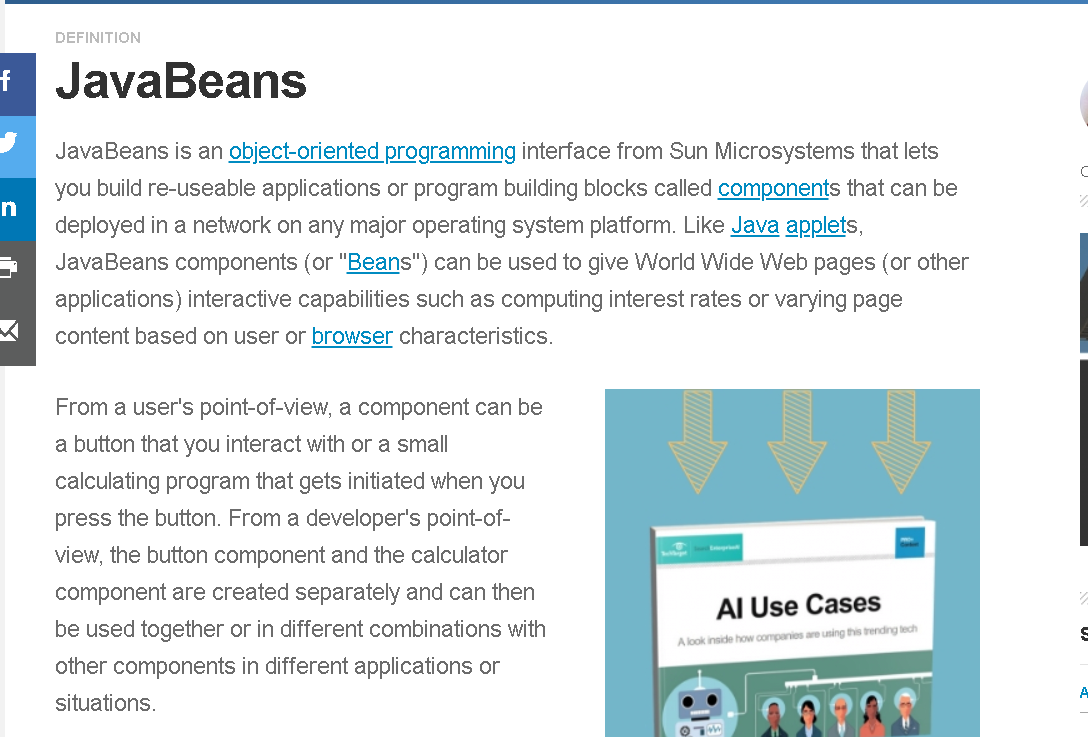 DEFINITION
JavaBeans
JavaBeans is an object-oriented programming interface from Sun Microsystems that lets
you build re-useable applications or program building blocks called components that can be
deployed in a network on any major operating system platform. Like Java applets,
JavaBeans components (or "Beans") can be used to give World Wide Web pages (or other
applications) interactive capabilities such as computing interest rates or varying page
content based on user or browser characteristics.
From a user's point-of-view, a component can be
a button that you interact with or a small
calculating program that gets initiated when you
press the button. From a developer's point-of-
view, the button component and the calculator
component are created separately and can then
be used together or in different combinations with
other components in different applications or
situations.
TechTarget
AI Use Cases
A look inside how companies are using this trending tech